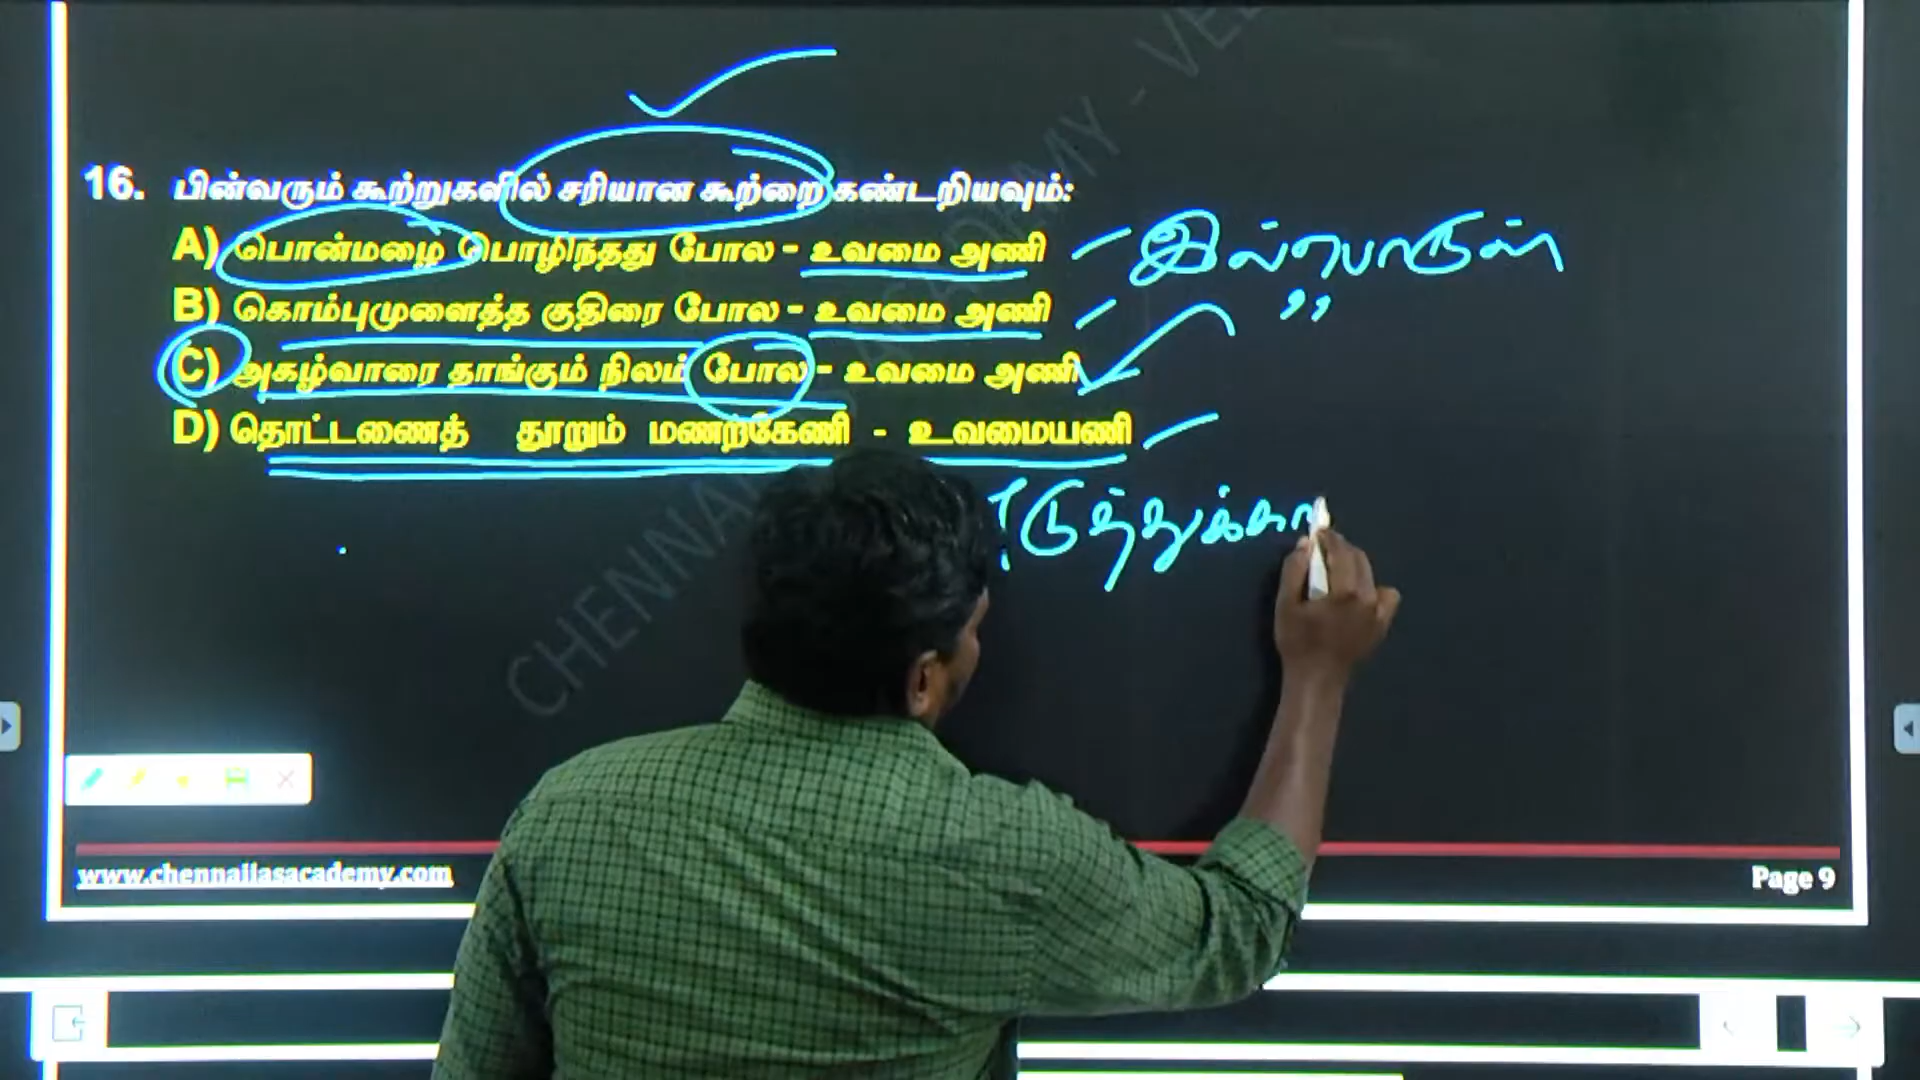 16. பின்வரும் கூற்றுகளில் சரியான கூற்றை கண்டறியவும்:
A) பொன்மழை பொழிந்தது போல - உவமை அணி இல்பொருள்
B) கொம்புமுளைத்த குதிரை போல - உவமை அணி ”
C) அகழ்வாரை தாங்கும் நிலம் போல - உவமை அணி
D) தொட்டணைத் தூறும் மணற்கேணி - உவமையணி
எடுத்துக்கா
www.chennaiiasacademy.com
Page 9